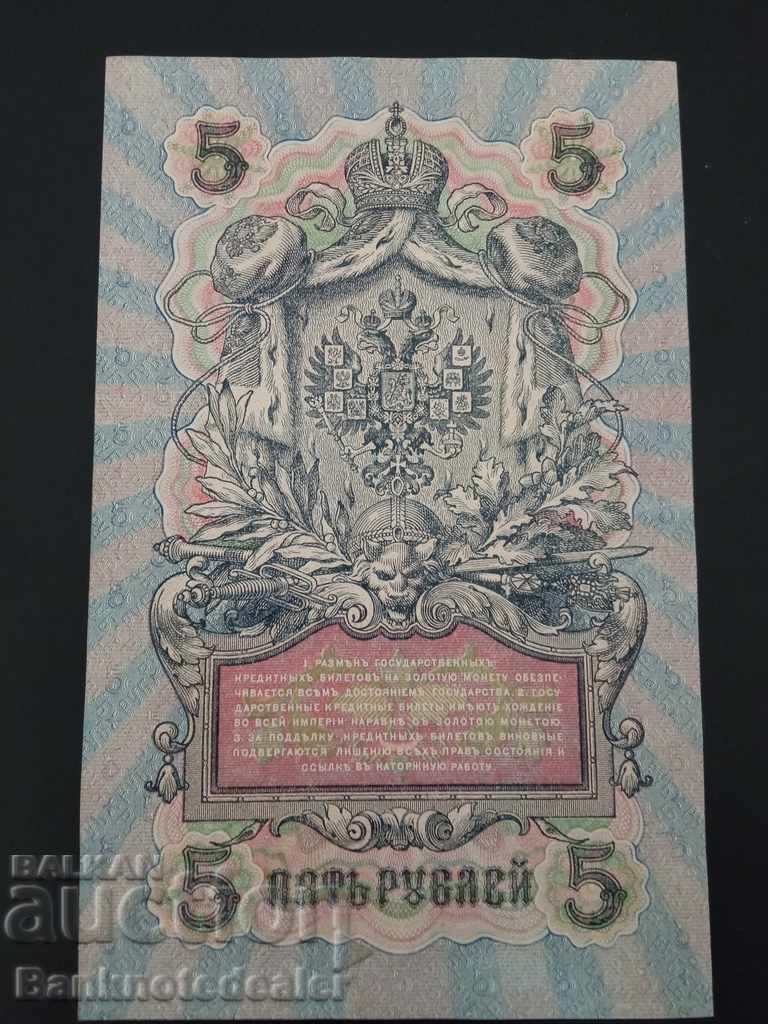 5 5
1. РАЗМѢНЪ ГОСУДАРСТВЕННЫХЪ
КРЕДИТНЫХЪ БИЛЕТОВЪ НА ЗОЛОТУЮ МОНЕТУ ОБЕЗПЕ-
ЧИВАЕТСЯ ВСѢМЪ ДОСТОЯНІЕМЪ ГОСУДАРСТВА. 2. ГОСУ-
ДАРСТВЕННЫЕ КРЕДИТНЫЕ БИЛЕТЫ ИМѢЮТЪ ХОЖДЕНІЕ
ВО ВСЕЙ ИМПЕРІИ НАРАВНѢ СЪ ЗОЛОТОЮ МОНЕТОЮ.
3. ЗА ПОДДѢЛКУ КРЕДИТНЫХЪ БИЛЕТОВЪ ВИНОВНЫЕ
ПОДВЕРГАЮТСЯ ЛИШЕНІЮ ВСѢХЪ ПРАВЪ СОСТОЯНІЯ И
ССЫЛКѢ ВЪ КАТОРЖНУЮ РАБОТУ.
5 ПЯТЬ РУБЛЕЙ 5
BALKAN
auction
Banknotedealer